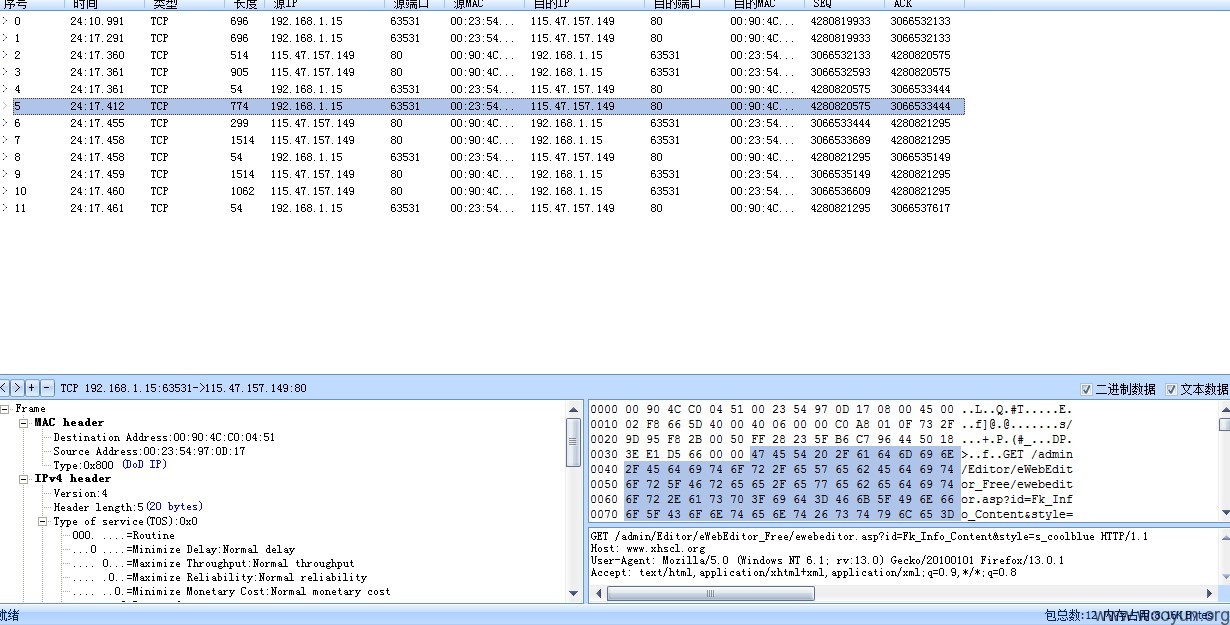 序号 时间 类型 长度 源IP 源端口 源MAC 目的IP 目的端口 目的MAC SEQ ACK
0 24:10.991 TCP 696 192.168.1.15 63531 00:23:54... 115.47.157.149 80 00:90:4C... 4280819933 3066532133
1 24:17.291 TCP 696 192.168.1.15 63531 00:23:54... 115.47.157.149 80 00:90:4C... 4280819933 3066532133
2 24:17.360 TCP 514 115.47.157.149 80 00:90:4C... 192.168.1.15 63531 00:23:54... 3066532133 4280820575
3 24:17.361 TCP 905 115.47.157.149 80 00:90:4C... 192.168.1.15 63531 00:23:54... 3066532593 4280820575
4 24:17.361 TCP 54 192.168.1.15 63531 00:23:54... 115.47.157.149 80 00:90:4C... 4280820575 3066533444
5 24:17.412 TCP 774 192.168.1.15 63531 00:23:54... 115.47.157.149 80 00:90:4C... 4280820575 3066533444
6 24:17.455 TCP 299 115.47.157.149 80 00:90:4C... 192.168.1.15 63531 00:23:54... 3066533444 4280821295
7 24:17.458 TCP 1514 115.47.157.149 80 00:90:4C... 192.168.1.15 63531 00:23:54... 3066533689 4280821295
8 24:17.458 TCP 54 192.168.1.15 63531 00:23:54... 115.47.157.149 80 00:90:4C... 4280821295 3066535149
9 24:17.459 TCP 1514 115.47.157.149 80 00:90:4C... 192.168.1.15 63531 00:23:54... 3066535149 4280821295
10 24:17.460 TCP 1062 115.47.157.149 80 00:90:4C... 192.168.1.15 63531 00:23:54... 3066536609 4280821295
11 24:17.461 TCP 54 192.168.1.15 63531 00:23:54... 115.47.157.149 80 00:90:4C... 4280821295 3066537617
TCP 192.168.1.15:63531->115.47.157.149:80 二进制数据 文本数据
Frame
MAC header
Destination Address:00:90:4C:C0:04:51
Source Address:00:23:54:97:0D:17
Type:0x800 (DoD IP)
IPv4 header
Version:4
Header length:5(20 bytes)
Type of service(TOS):0x0
000. ....=Routine
...0 ....=Minimize Delay:Normal delay
.... 0...=Maximize Throughput:Normal throughput
.... .0..=Maximize Reliability:Normal reliability
.... ..0.=Minimize Monetary Cost:Normal monetary cost
0000 00 90 4C C0 04 51 00 23 54 97 0D 17 08 00 45 00 ..L..Q.#T.....E.
0010 02 F8 66 5D 40 00 40 06 00 00 C0 A8 01 0F 73 2F ..f]@.@.......s/
0020 9D 95 F8 2B 00 50 FF 28 23 5F B6 C7 96 44 50 18 ...+.P.(#_...DP.
0030 3E E1 D5 66 00 00 47 45 54 20 2F 61 64 6D 69 6E >..f..GET /admin
0040 2F 45 64 69 74 6F 72 2F 65 57 65 62 45 64 69 74 /Editor/eWebEdit
0050 6F 72 5F 46 72 65 65 2F 65 77 65 62 65 64 69 74 or_Free/ewebedit
0060 6F 72 2E 61 73 70 3F 69 64 3D 46 6B 5F 49 6E 66 or.asp?id=Fk_Inf
0070 6F 5F 43 6F 6E 74 65 6E 74 26 73 74 79 6C 65 3D o_Content&style=
GET /admin/Editor/eWebEditor_Free/ewebeditor.asp?id=Fk_Info_Content&style=s_coolblue HTTP/1.1
Host: www.xhscl.org
User-Agent: Mozilla/5.0 (Windows NT 6.1; rv:13.0) Gecko/20100101 Firefox/13.0.1
Accept: text/html,application/xhtml+xml,application/xml;q=0.9,*/*;q=0.8
就绪 包总数:12 内存占用:8.16KBytes
www.wooyun.org